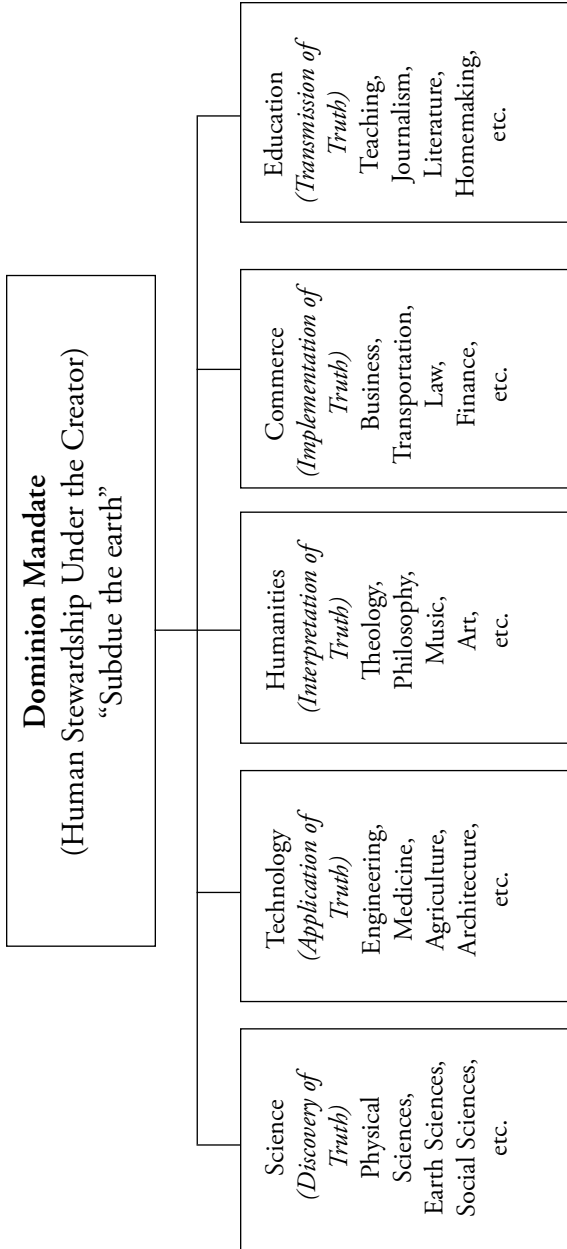 Dominion Mandate
(Human Stewardship Under the Creator)
“Subdue the earth”
Science
(Discovery of
Truth)
Physical
Sciences,
Earth Sciences,
Social Sciences,
etc.
Technology
(Application of
Truth)
Engineering,
Medicine,
Agriculture,
Architecture,
etc.
Humanities
(Interpretation of
Truth)
Theology,
Philosophy,
Music,
Art,
etc.
Commerce
(Implementation of
Truth)
Business,
Transportation,
Law,
Finance,
etc.
Education
(Transmission of
Truth)
Teaching,
Journalism,
Literature,
Homemaking,
etc.